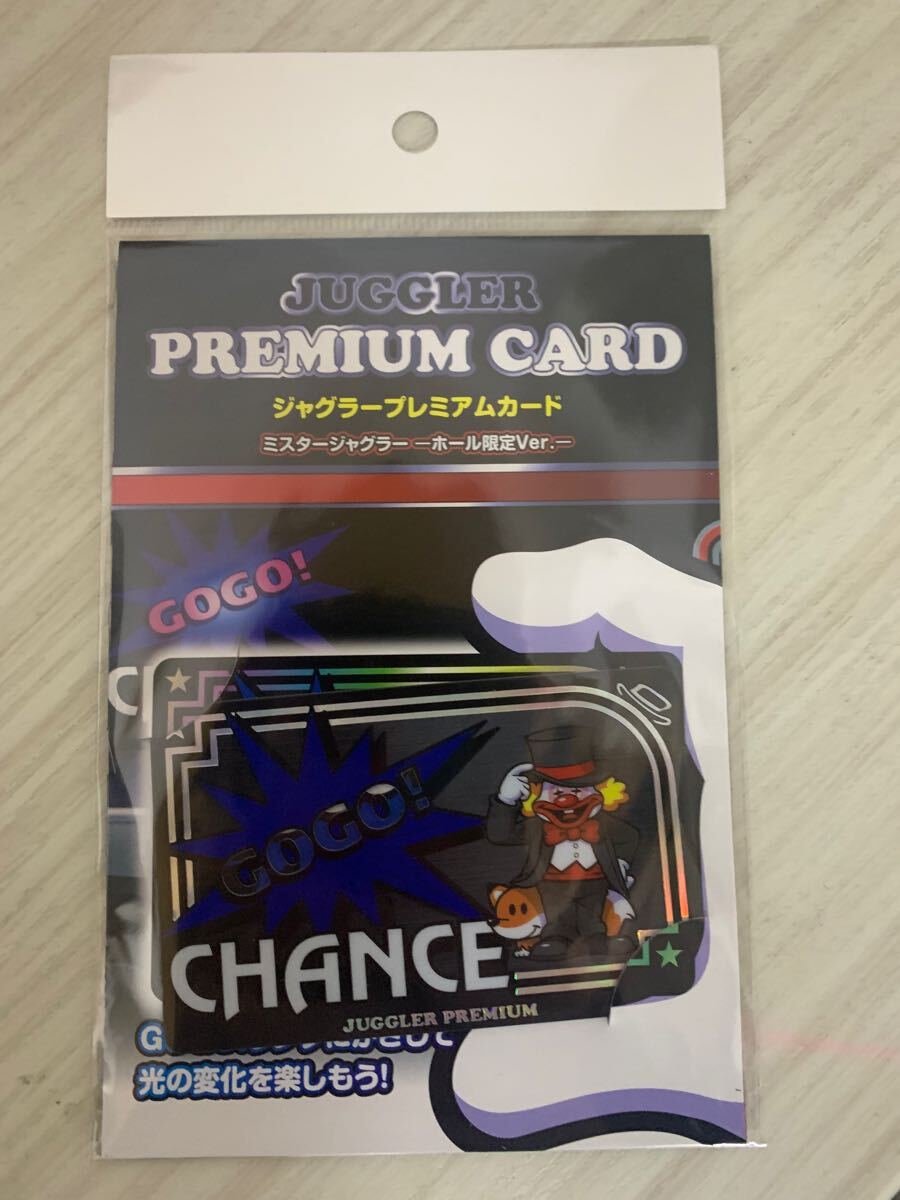 JUGGLER
PREMIUM CARD
ジャグラープレミアムカード
ミスタージャグラー ―ホール限定Ver.―
GOGO!
C
GOGO!
CHANCE
JUGGLER PREMIUM
光の変化を楽しもう!